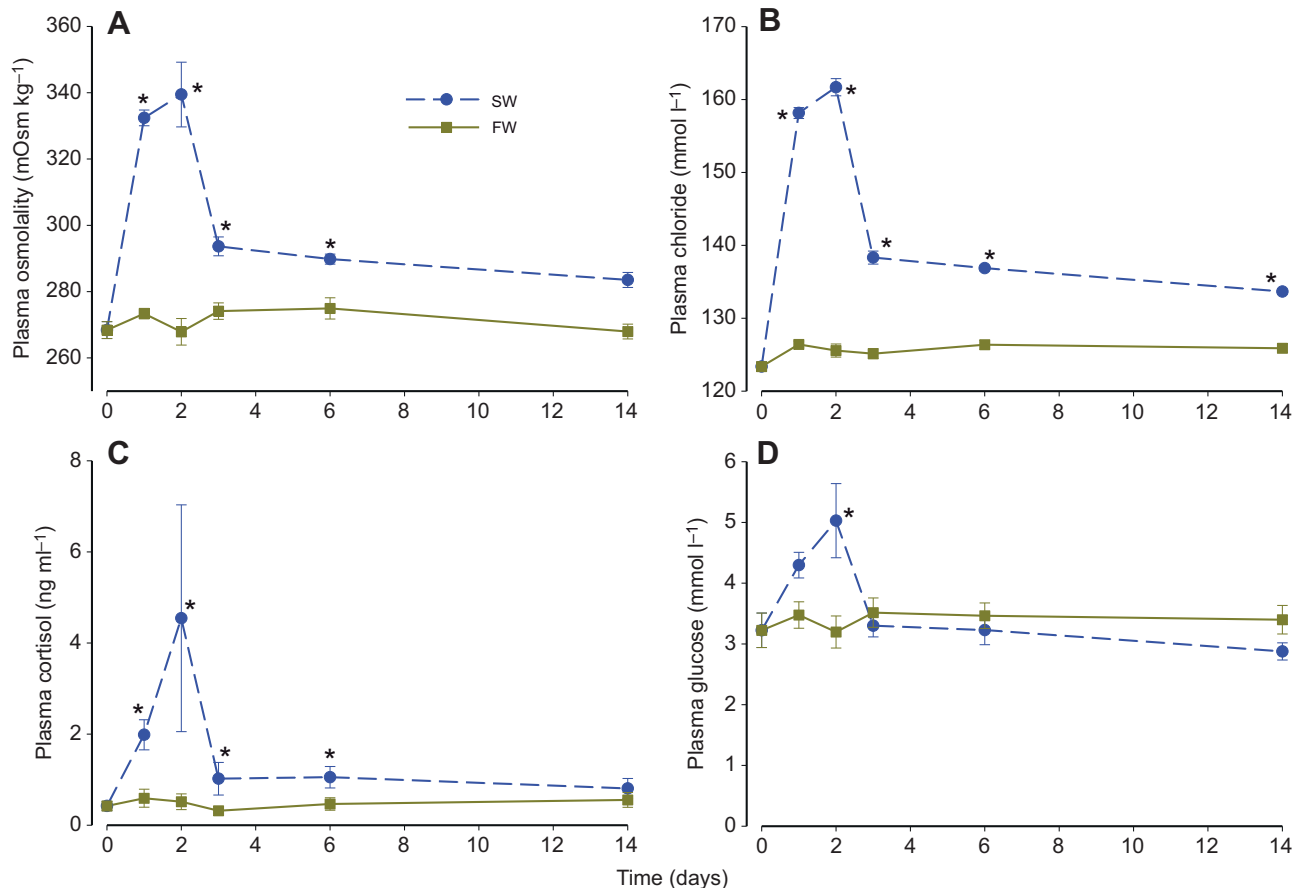 A
Plasma osmolality (mOsm kg⁻¹)
360
340
320
300
280
260
* * * *
SW
FW
0 2 4 6 8 10 12 14
B
Plasma chloride (mmol l⁻¹)
170
160
150
140
130
120
* * * * *
0 2 4 6 8 10 12 14
C
Plasma cortisol (ng ml⁻¹)
8
6
4
2
0
* * * *
0 2 4 6 8 10 12 14
D
Plasma glucose (mmol l⁻¹)
6
5
4
3
2
1
0
*
0 2 4 6 8 10 12 14
Time (days)